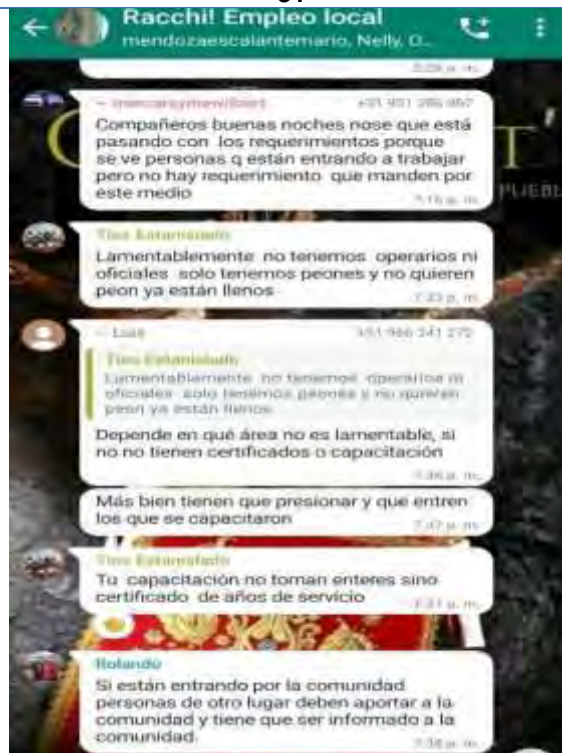 Racchi! Empleo local
mendozaescalantemario, Nelly, O...
Compañeros buenas noches nose que está
pasando con los requerimientos porque
se ve personas q están entrando a trabajar
pero no hay requerimiento que manden por
este medio
Lamentablemente no tenemos operarios ni
oficiales solo tenemos peones y no quieren
peon ya están llenos
7:33 p. m.
~ Luis
Lamentablemente no tenemos operarios ni
oficiales solo tenemos peones y no quieren
peon ya están llenos
Depende en qué área no es lamentable, si
no no tienen certificados o capacitación
Más bien tienen que presionar y que entren
los que se capacitaron
Tu capacitación no toman enteres sino
certificado de años de servicio
Rolando
Si están entrando por la comunidad
personas de otro lugar deben aportar a la
comunidad y tiene que ser informado a la
comunidad.